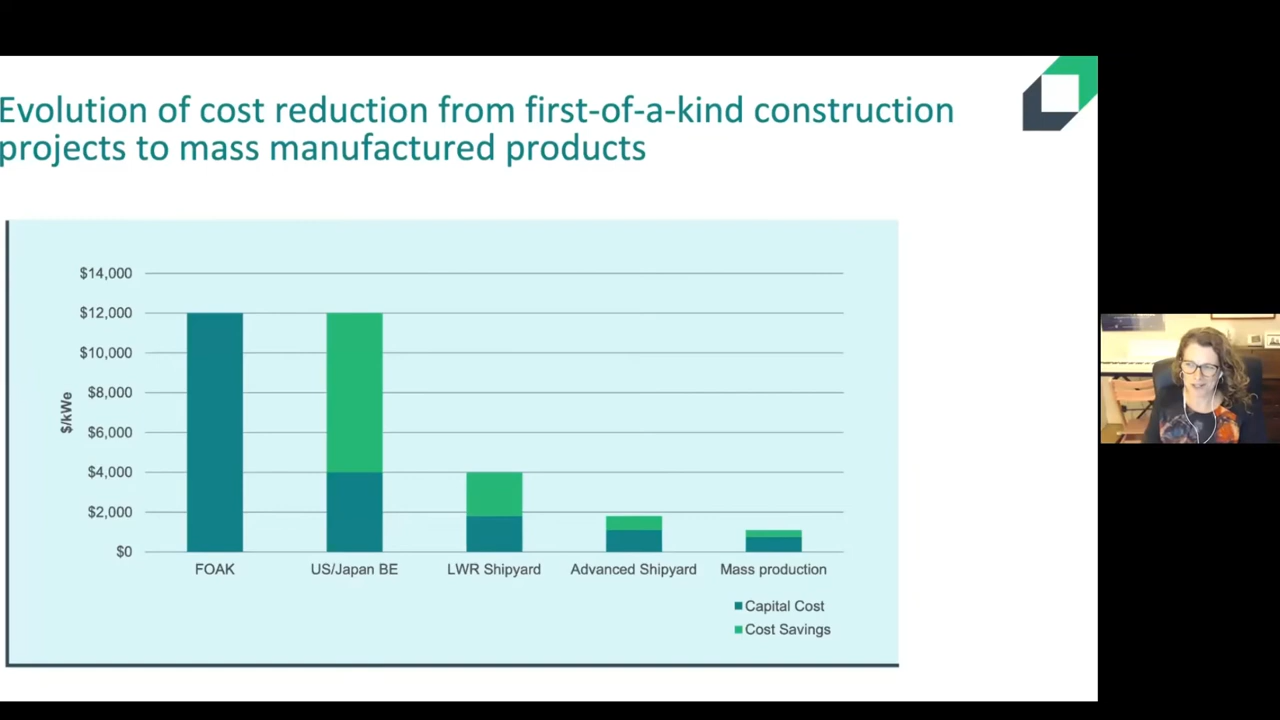 Evolution of cost reduction from first-of-a-kind construction
projects to mass manufactured products
$14,000
$12,000
$10,000
$8,000
$6,000
$4,000
$2,000
$0
$/kWe
FOAK
US/Japan BE
LWR Shipyard
Advanced Shipyard
Mass production
Capital Cost
Cost Savings